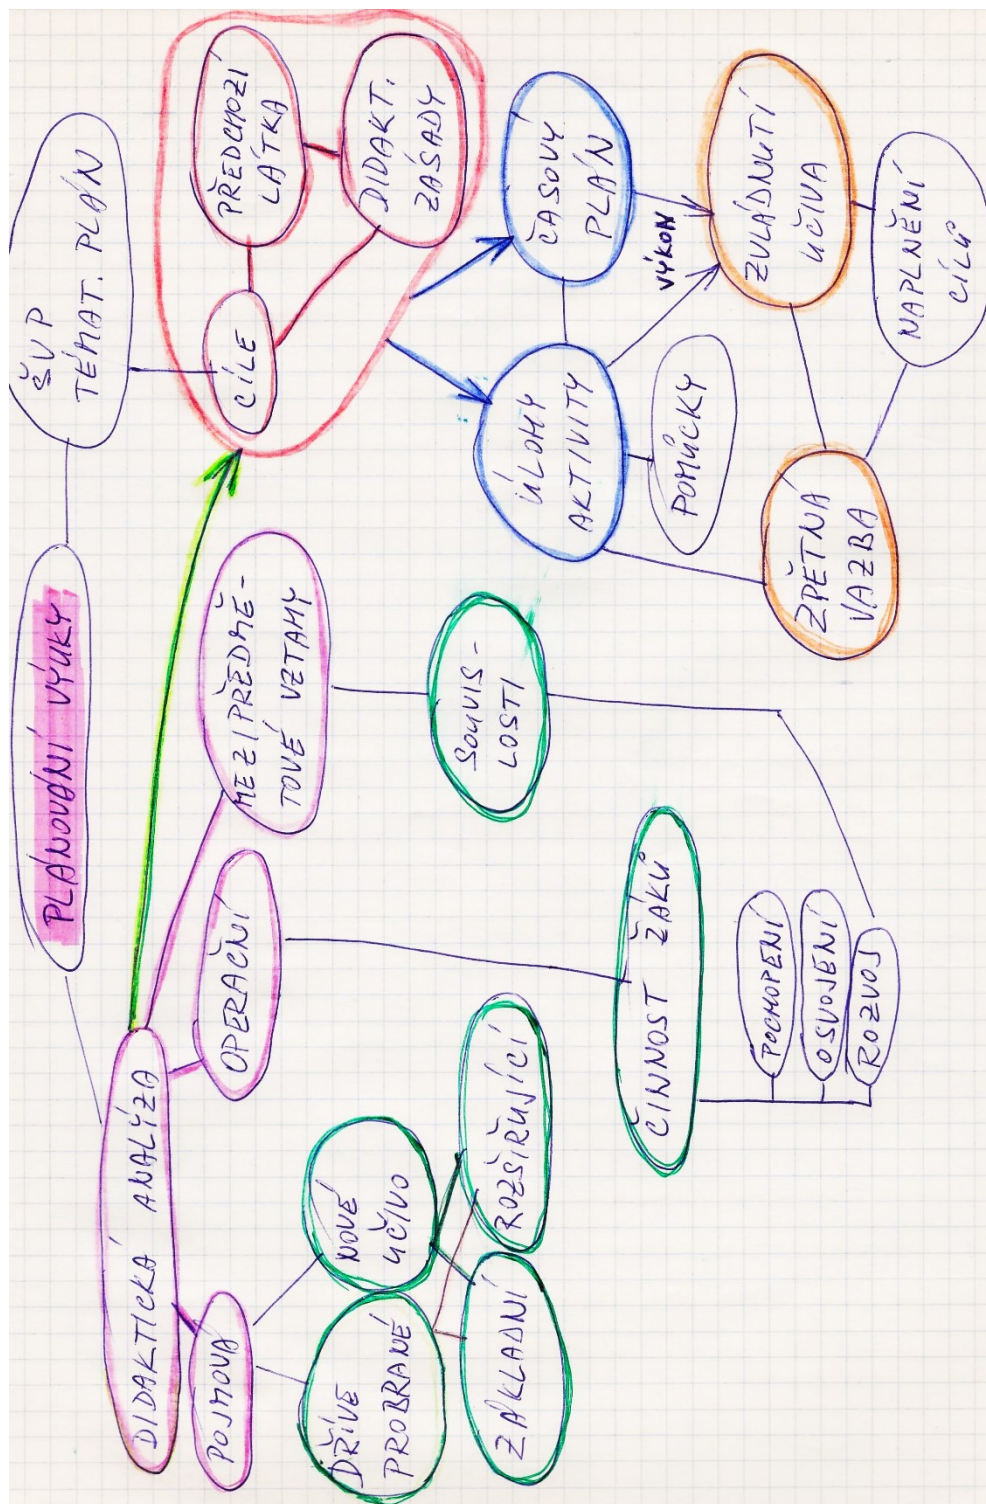 PLÁNOVÁNÍ VÝUKY
DIDAKTICKÁ ANALÝZA
ŠVP
TÉMAT. PLÁN
POJMOVÁ
OPERAČNÍ
MEZIPŘEDMĚ-
TOVÉ VZTAHY
CÍLE
PŘEDCHOZÍ
LÁTKA
DIDAKT.
ZÁSADY
DŘÍVE
PROBRANÉ
NOVÉ
UČIVO
ZÁKLADNÍ
ROZŠIŘUJÍCÍ
SOUVIS-
LOSTI
ČINNOST ŽÁKŮ
POCHOPENÍ
OSVOJENÍ
ROZVOJ
ÚLOHY
AKTIVITY
ČASOVÝ
PLÁN
POMŮCKY
VÝKON
ZVLÁDNUTÍ
UČIVA
ZPĚTNÁ
VAZBA
NAPLNĚNÍ
CÍLŮ